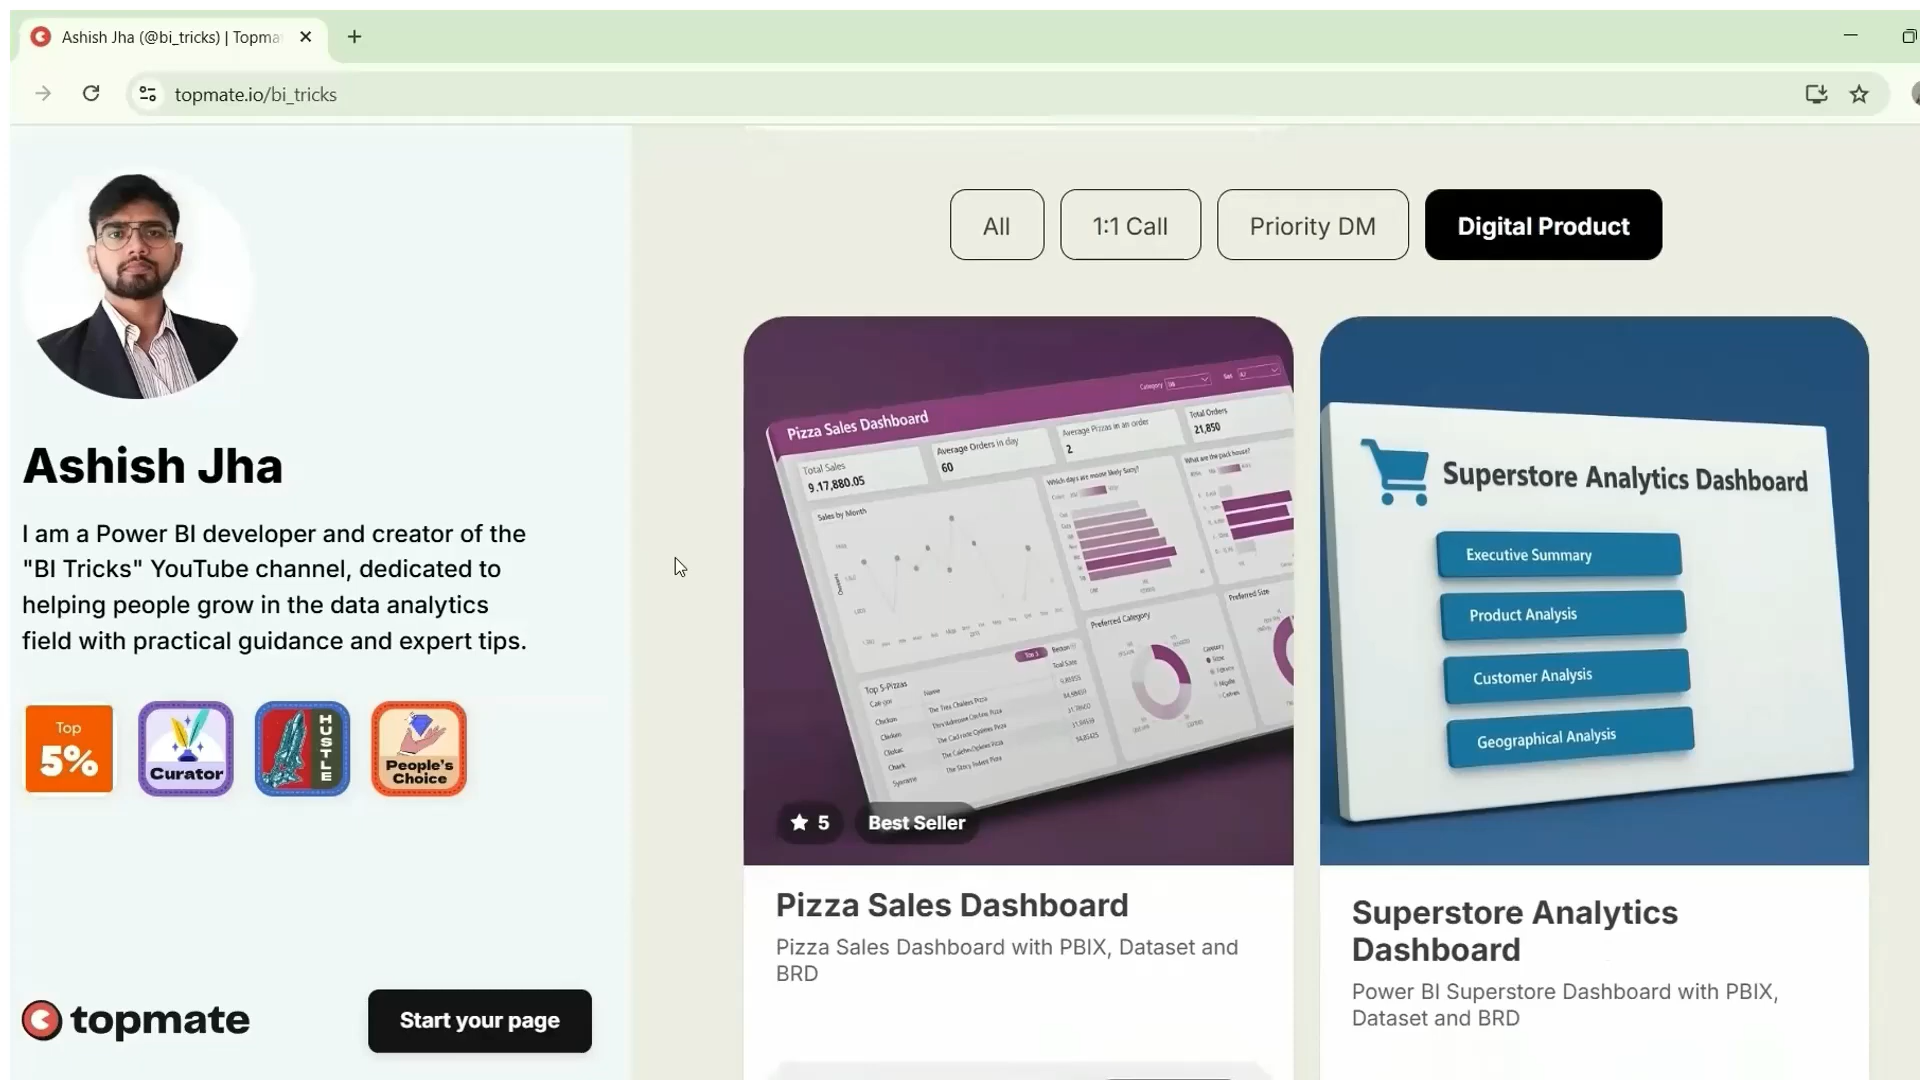 Ashish Jha (@bi_tricks) | Topma
topmate.io/bi_tricks
All
1:1 Call
Priority DM
Digital Product
Ashish Jha
I am a Power BI developer and creator of the
"BI Tricks" YouTube channel, dedicated to
helping people grow in the data analytics
field with practical guidance and expert tips.
Top
5%
Curator
HUSTLE
People's
Choice
topmate
Start your page
Pizza Sales Dashboard
Category
Total Sales
9,17,880.05
Average Orders in day
60
Average Pizzas in an order
2
Total Orders
21,850
Sales by Month
Preferred Category
Preferred Size
Top 5-Pizzas
5
Best Seller
Pizza Sales Dashboard
Pizza Sales Dashboard with PBIX, Dataset and
BRD
Superstore Analytics Dashboard
Executive Summary
Product Analysis
Customer Analysis
Geographical Analysis
Superstore Analytics
Dashboard
Power BI Superstore Dashboard with PBIX,
Dataset and BRD